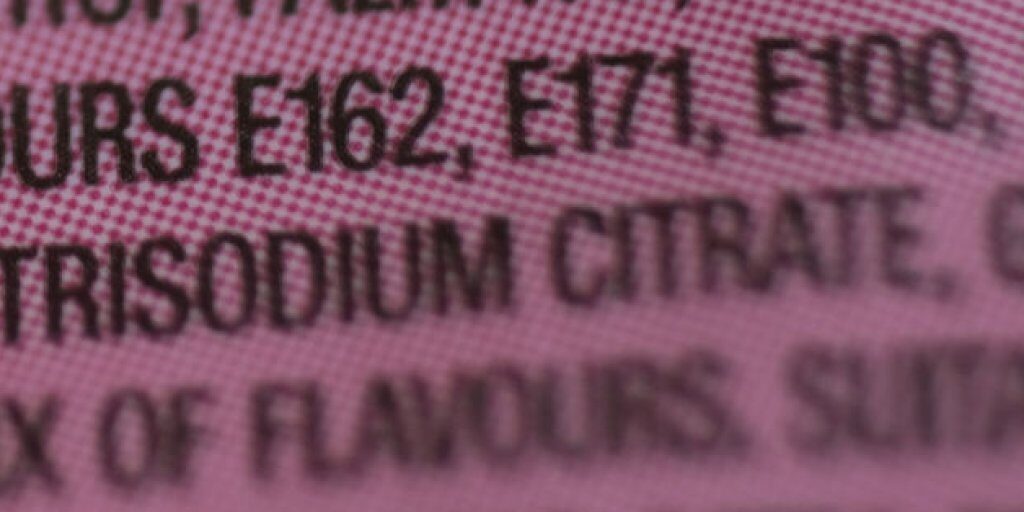 OURS E162, E171, E100,
TRISODIUM CITRATE, G
X OF FLAVOURS. SUITA